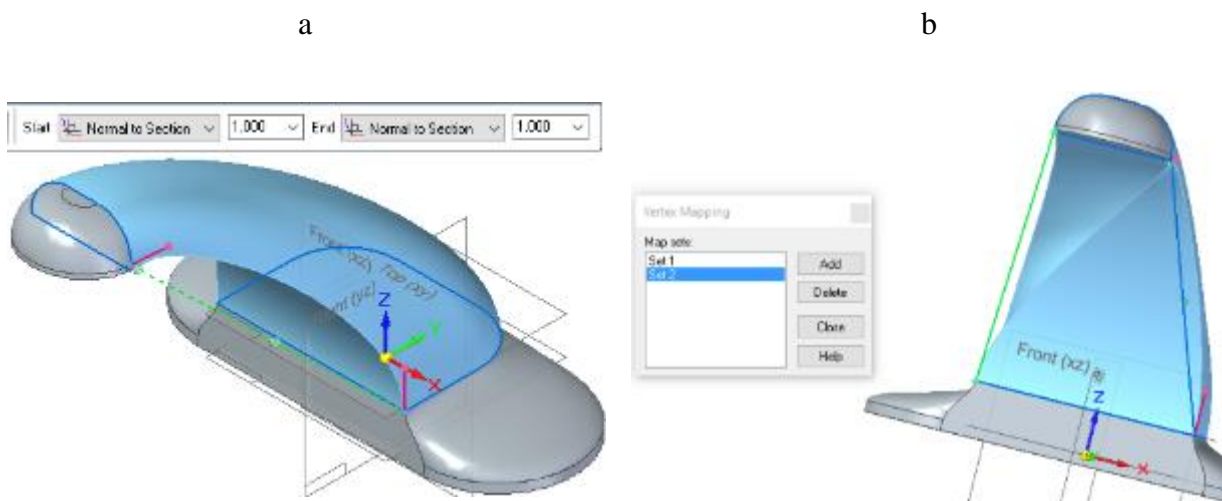 a
b
Start Normal to Section 1.000 End Normal to Section 1.000
Front (xz) Top (xy)
(yz)
Z
Y
X
Vertex Mapping
Map sets:
Set 1
Set 2
Add
Delete
Close
Help
Front (xz)
Z
X